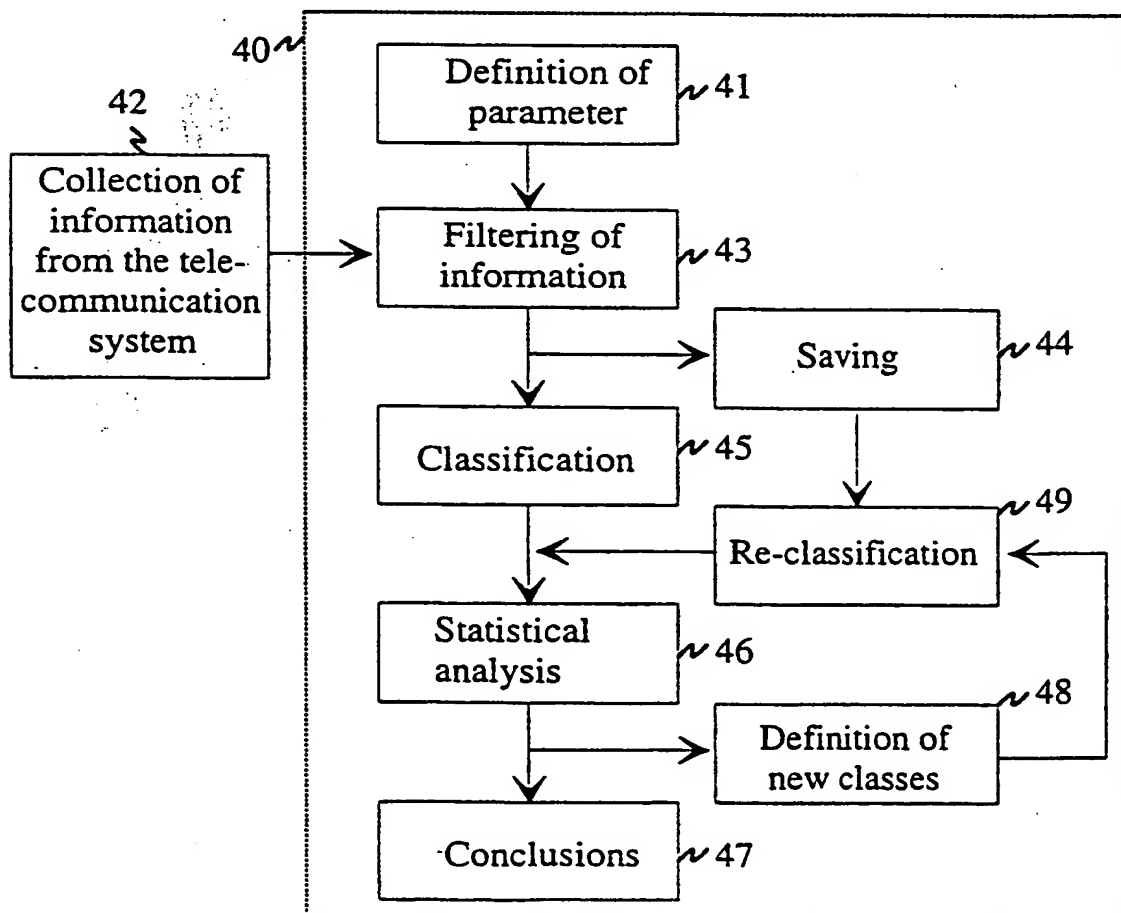 40
Definition of
parameter
41
42
Collection of
information
from the tele-
communication
system
Filtering of
information
43
Saving
44
Classification
45
49
Re-classification
Statistical
analysis
46
48
Definition of
new classes
Conclusions
47